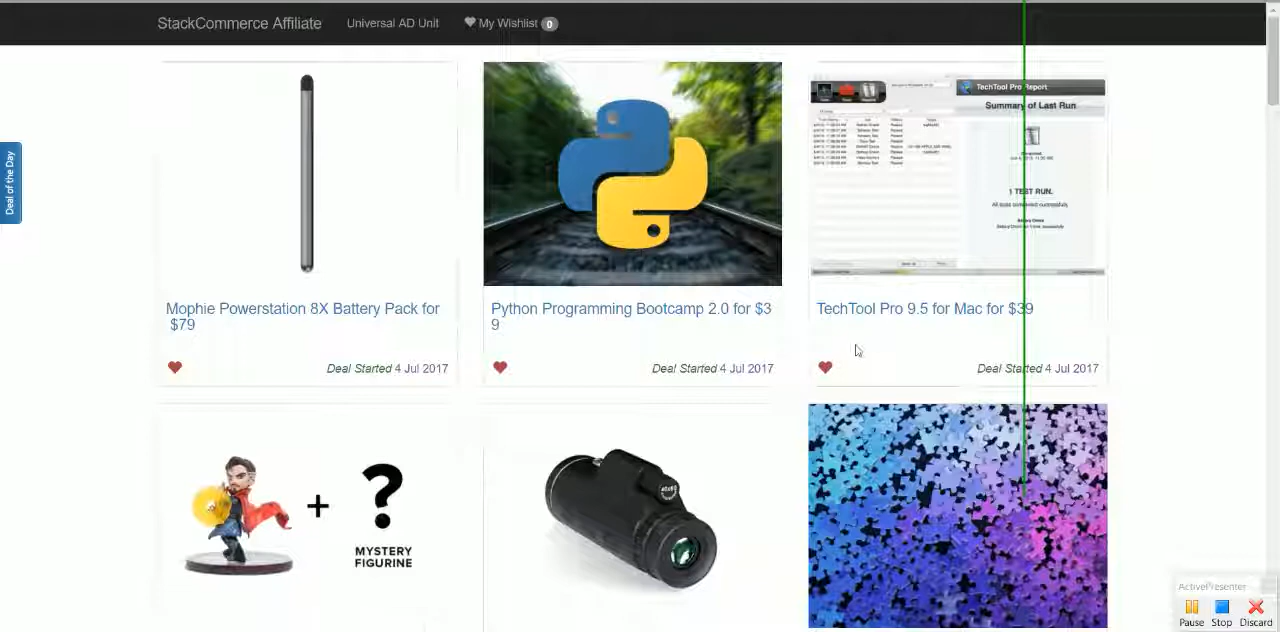 StackCommerce Affiliate Universal AD Unit My Wishlist 0
Deal of the Day
TechTool Pro Report
Summary of Last Run
1 TEST RUN.
Mophie Powerstation 8X Battery Pack for
$79
Python Programming Bootcamp 2.0 for $3
9
TechTool Pro 9.5 for Mac for $39
Deal Started 4 Jul 2017
Deal Started 4 Jul 2017
Deal Started 4 Jul 2017
+ ?
MYSTERY
FIGURINE
ActivePresenter
Pause Stop Discard